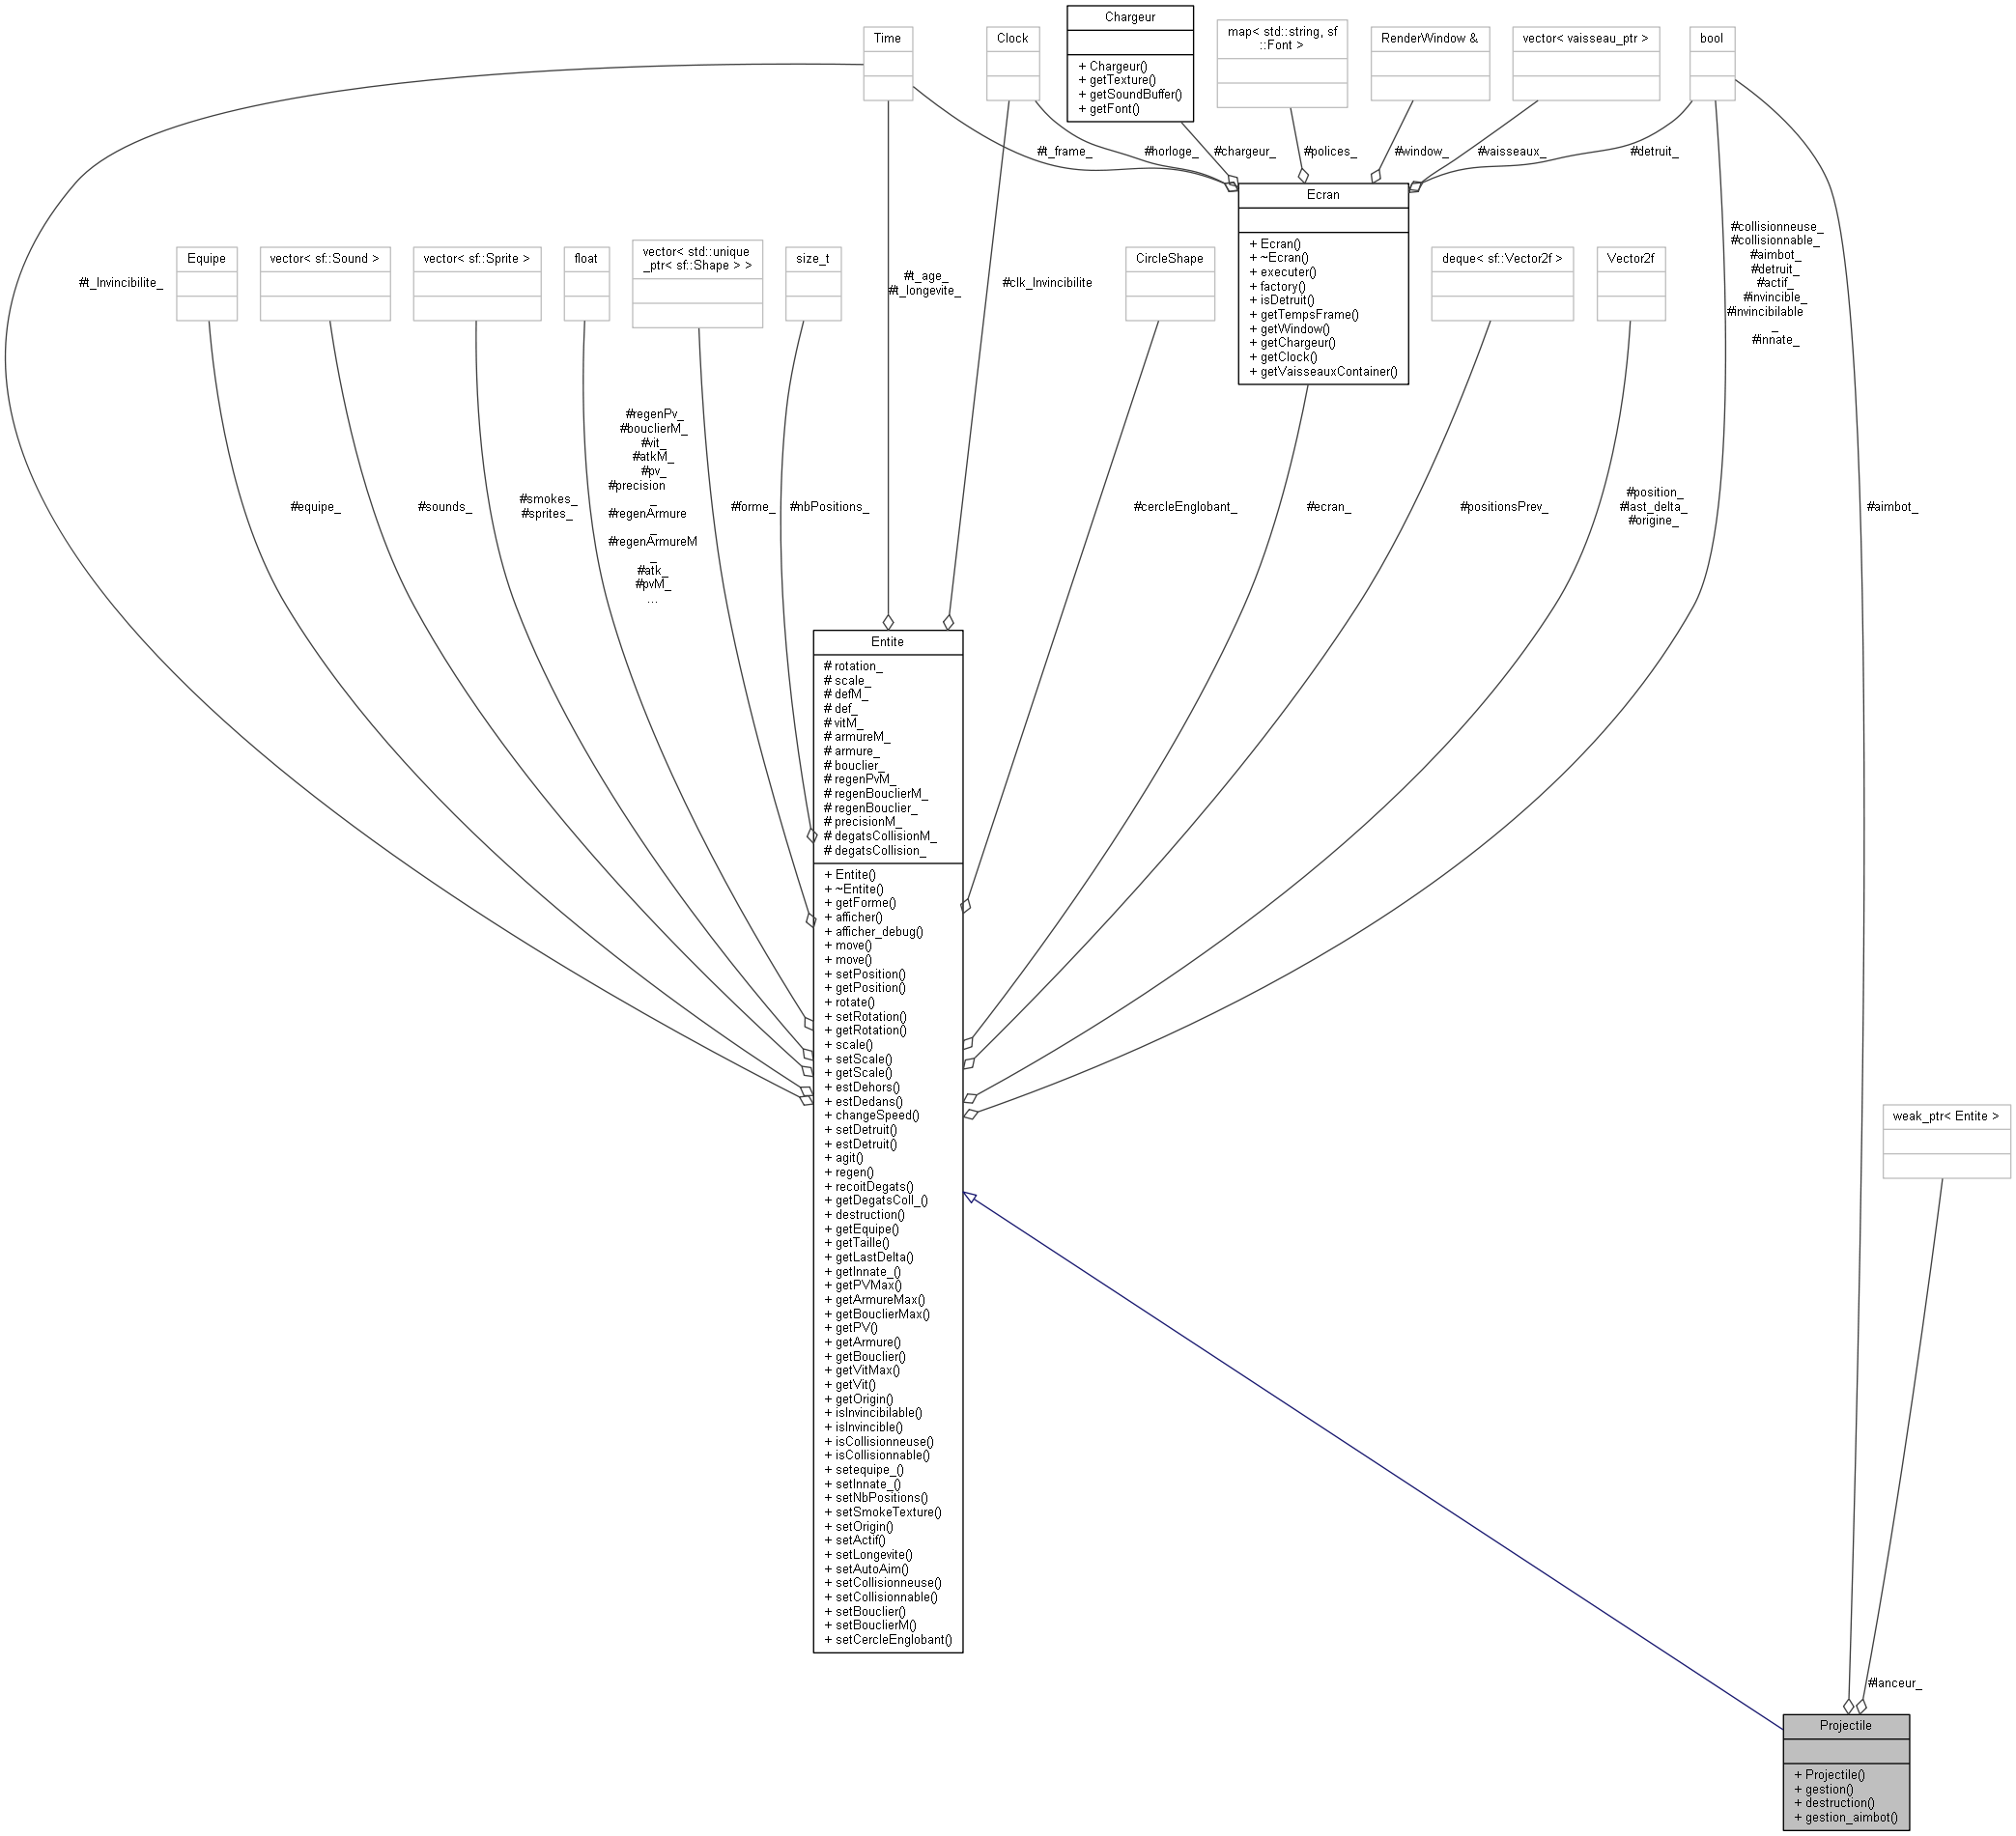 Chargeur
+ Chargeur()
+ getTexture()
+ getSoundBuffer()
+ getFont()
Time
Clock
map< std::string, sf
::Font >
RenderWindow &
vector< vaisseau_ptr >
bool
#t_frame_
#horloge_
#chargeur_
#polices_
#window_
#vaisseaux_
#detruit_
Ecran
+ Ecran()
+ ~Ecran()
+ executer()
+ factory()
+ isDetruit()
+ getTempsFrame()
+ getWindow()
+ getChargeur()
+ getClock()
+ getVaisseauxContainer()
#t_Invincibilite_
Equipe
vector< sf::Sound >
vector< sf::Sprite >
float
vector< std::unique
_ptr< sf::Shape > >
size_t
#t_age_
#t_longevite_
#clk_Invincibilite
CircleShape
deque< sf::Vector2f >
Vector2f
#collisionneuse_
#collisionnable_
#aimbot_
#detruit_
#actif_
#invincible_
#invincibilable
_
#innate_
#equipe_
#sounds_
#smokes_
#sprites_
#regenPv_
#bouclierM_
#vit_
#atkM_
#pv_
#precision
_
#regenArmure
_
#regenArmureM
_
#atk_
#pvM_
...
#forme_
#nbPositions_
#cercleEnglobant_
#ecran_
#positionsPrev_
#position_
#last_delta_
#origine_
#aimbot_
Entite
# rotation_
# scale_
# defM_
# def_
# vitM_
# armureM_
# armure_
# bouclier_
# regenPvM_
# regenBouclierM_
# regenBouclier_
# precisionM_
# degatsCollisionM_
# degatsCollision_
+ Entite()
+ ~Entite()
+ getForme()
+ afficher()
+ afficher_debug()
+ move()
+ move()
+ setPosition()
+ getPosition()
+ rotate()
+ setRotation()
+ getRotation()
+ scale()
+ setScale()
+ getScale()
+ estDehors()
+ estDedans()
+ changeSpeed()
+ setDetruit()
+ estDetruit()
+ agit()
+ regen()
+ recoitDegats()
+ getDegatsColl_()
+ destruction()
+ getEquipe()
+ getTaille()
+ getLastDelta()
+ getInnate_()
+ getPVMax()
+ getArmureMax()
+ getBouclierMax()
+ getPV()
+ getArmure()
+ getBouclier()
+ getVitMax()
+ getVit()
+ getOrigin()
+ isInvincibilable()
+ isInvincible()
+ isCollisionneuse()
+ isCollisionnable()
+ setequipe_()
+ setInnate_()
+ setNbPositions()
+ setSmokeTexture()
+ setOrigin()
+ setActif()
+ setLongevite()
+ setAutoAim()
+ setCollisionneuse()
+ setCollisionnable()
+ setBouclier()
+ setBouclierM()
+ setCercleEnglobant()
weak_ptr< Entite >
#lanceur_
Projectile
+ Projectile()
+ gestion()
+ destruction()
+ gestion_aimbot()